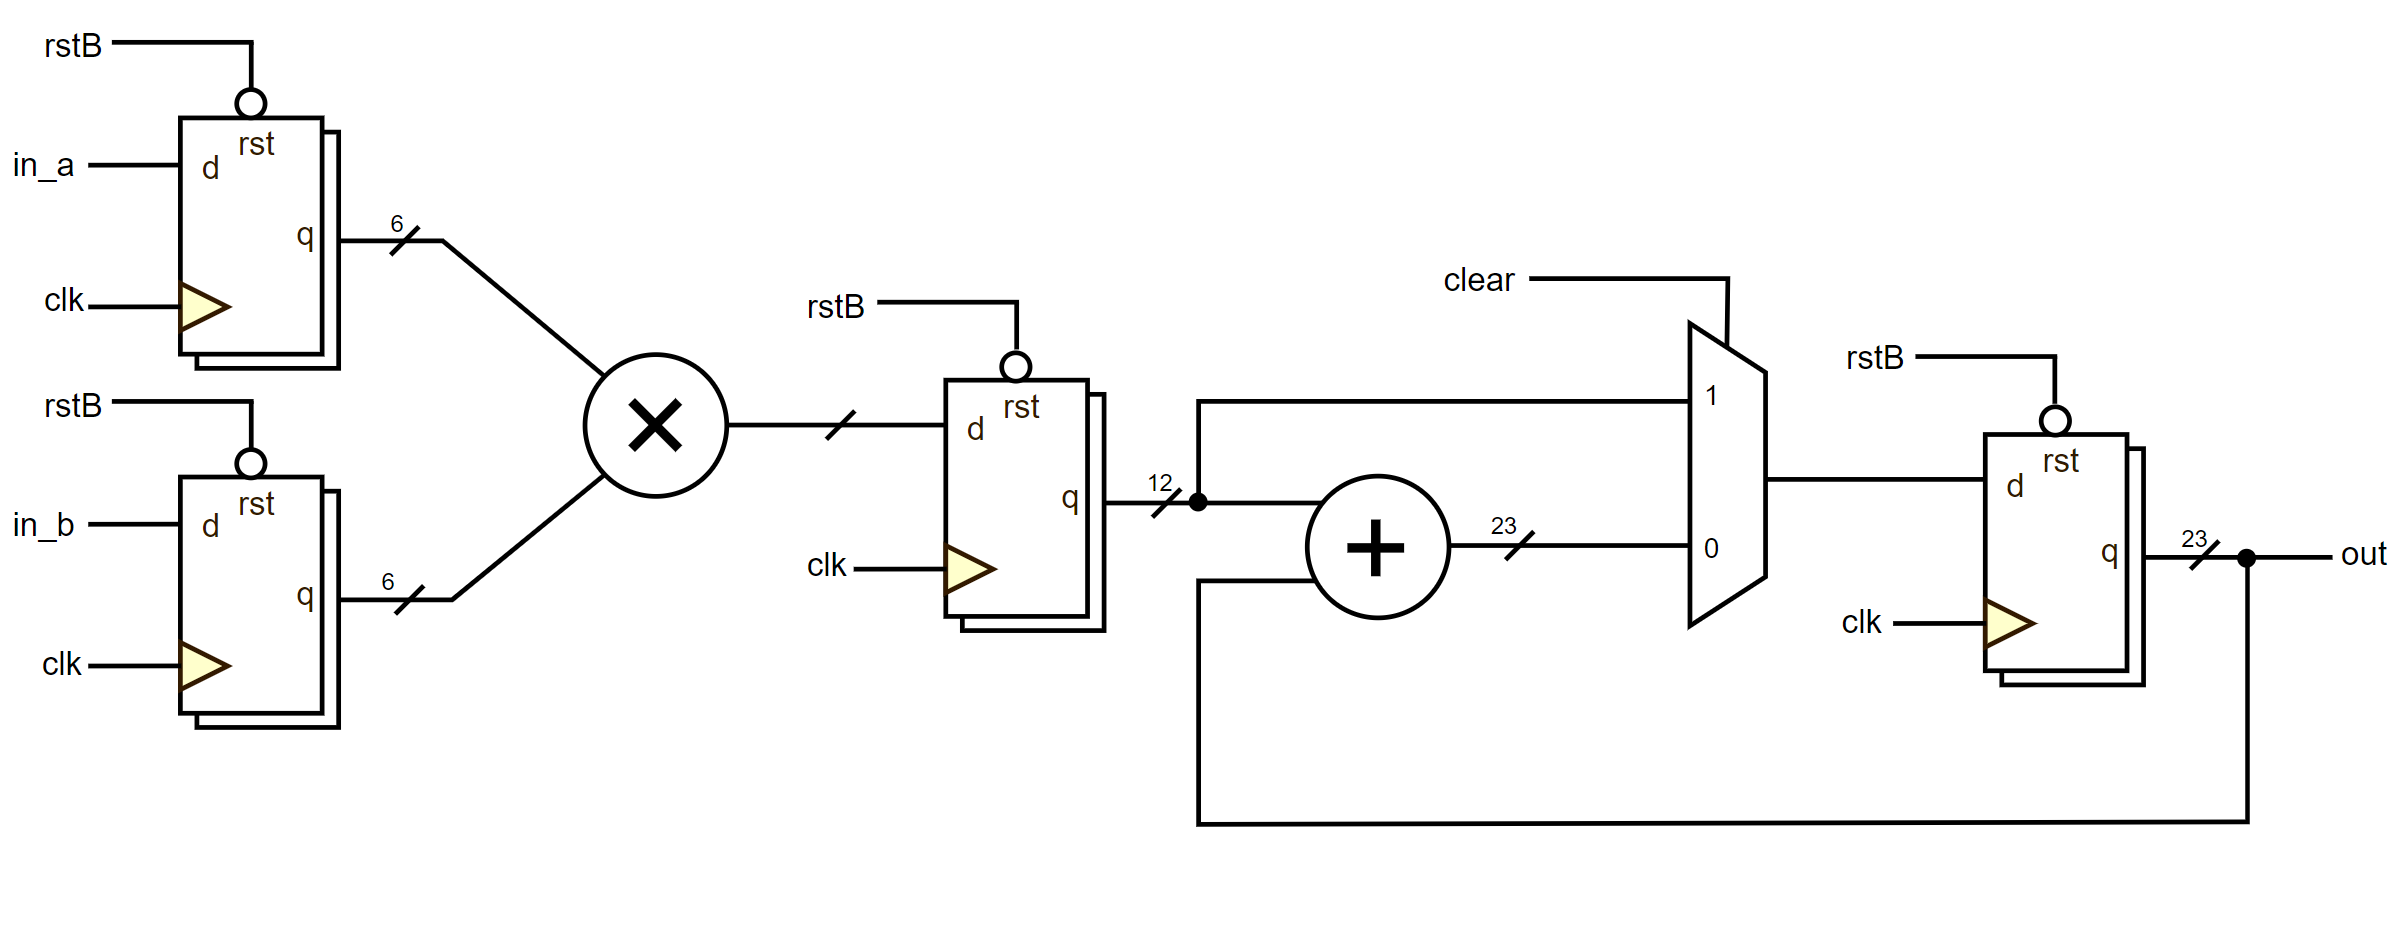 rstB
rst
in_a
d
q
6
clk
rstB
rst
in_b
d
q
6
clk
×
rstB
rst
d
q
clk
12
+
23
clear
1
0
rstB
rst
d
q
clk
23
out